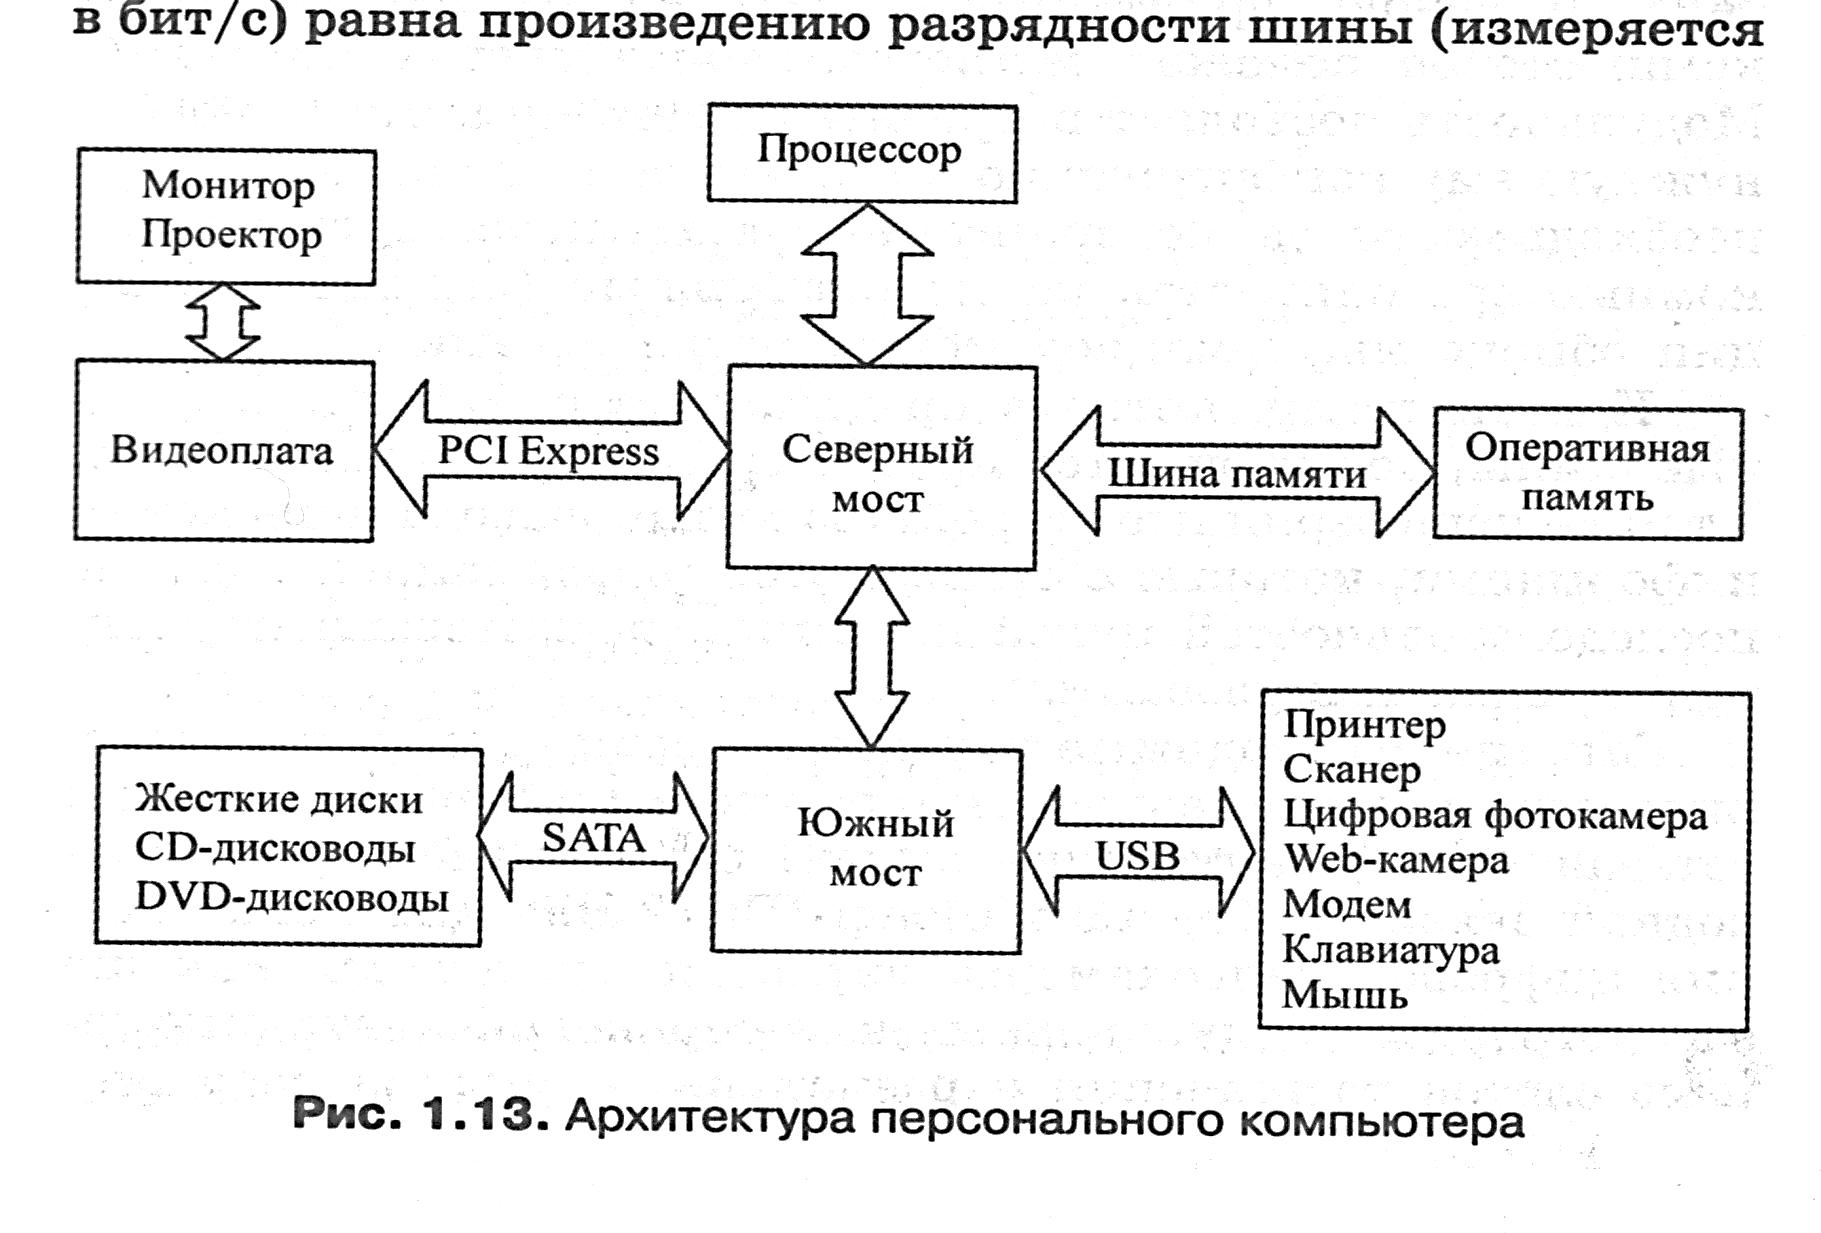 в бит/с) равна произведению разрядности шины (измеряется
Процессор
Монитор
Проектор
Видеоплата
PCI Express
Северный
мост
Шина памяти
Оперативная
память
Жесткие диски
CD-дисководы
DVD-дисководы
SATA
Южный
мост
USB
Принтер
Сканер
Цифровая фотокамера
Web-камера
Модем
Клавиатура
Мышь
Рис. 1.13. Архитектура персонального компьютера